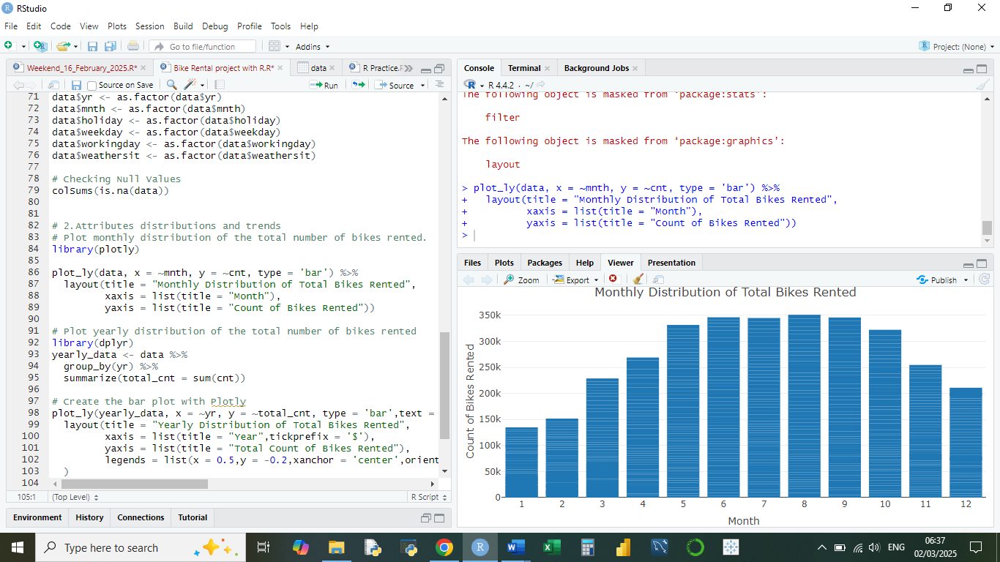 RStudio
File Edit Code View Plots Session Build Debug Profile Tools Help
Go to file/function Addins Project: (None)
Weekend_16_February_2025.R* Bike Rental project with R.R* data R Practice.R
Source on Save Run Source
71 data$yr <- as.factor(data$yr)
72 data$mnth <- as.factor(data$mnth)
73 data$holiday <- as.factor(data$holiday)
74 data$weekday <- as.factor(data$weekday)
75 data$workingday <- as.factor(data$workingday)
76 data$weathersit <- as.factor(data$weathersit)
77
78 # Checking Null Values
79 colSums(is.na(data))
80
81
82 # 2.Attributes distributions and trends
83 # Plot monthly distribution of the total number of bikes rented.
84 library(plotly)
85
86 plot_ly(data, x = ~mnth, y = ~cnt, type = 'bar') %>%
87 layout(title = "Monthly Distribution of Total Bikes Rented",
88 xaxis = list(title = "Month"),
89 yaxis = list(title = "Count of Bikes Rented"))
90
91 # Plot yearly distribution of the total number of bikes rented
92 library(dplyr)
93 yearly_data <- data %>%
94 group_by(yr) %>%
95 summarize(total_cnt = sum(cnt))
96
97 # Create the bar plot with Plotly
98 plot_ly(yearly_data, x = ~yr, y = ~total_cnt, type = 'bar',text =
99 layout(title = "Yearly Distribution of Total Bikes Rented",
100 xaxis = list(title = "Year",tickprefix = '$'),
101 yaxis = list(title = "Total Count of Bikes Rented"),
102 legends = list(x = 0.5,y = -0.2,xanchor = 'center',orient
103 )
104
105:1 (Top Level) R Script
Environment History Connections Tutorial
Console Terminal Background Jobs
R 4.4.2 · ~/
The following object is masked from ‘package:stats’:
filter
The following object is masked from ‘package:graphics’:
layout
> plot_ly(data, x = ~mnth, y = ~cnt, type = 'bar') %>%
+ layout(title = "Monthly Distribution of Total Bikes Rented",
+ xaxis = list(title = "Month"),
+ yaxis = list(title = "Count of Bikes Rented"))
>
Files Plots Packages Help Viewer Presentation
Zoom Export Publish
Monthly Distribution of Total Bikes Rented
350k
300k
250k
200k
150k
100k
50k
0
Count of Bikes Rented
1 2 3 4 5 6 7 8 9 10 11 12
Month
Type here to search
ENG
06:37
02/03/2025